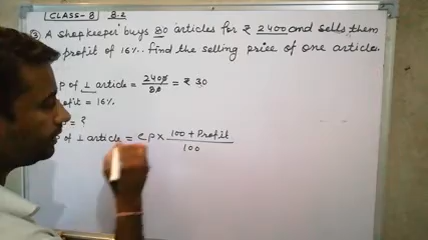 CLASS-8 8.2
③ A shopkeeper buys 80 articles for ₹ 2400 and sells them
profit of 16%. find the selling price of one article.
P of 1 article = 2400/80 = ₹ 30
ofit = 16%
P = ?
P of 1 article = CP × 100 + Profit/100